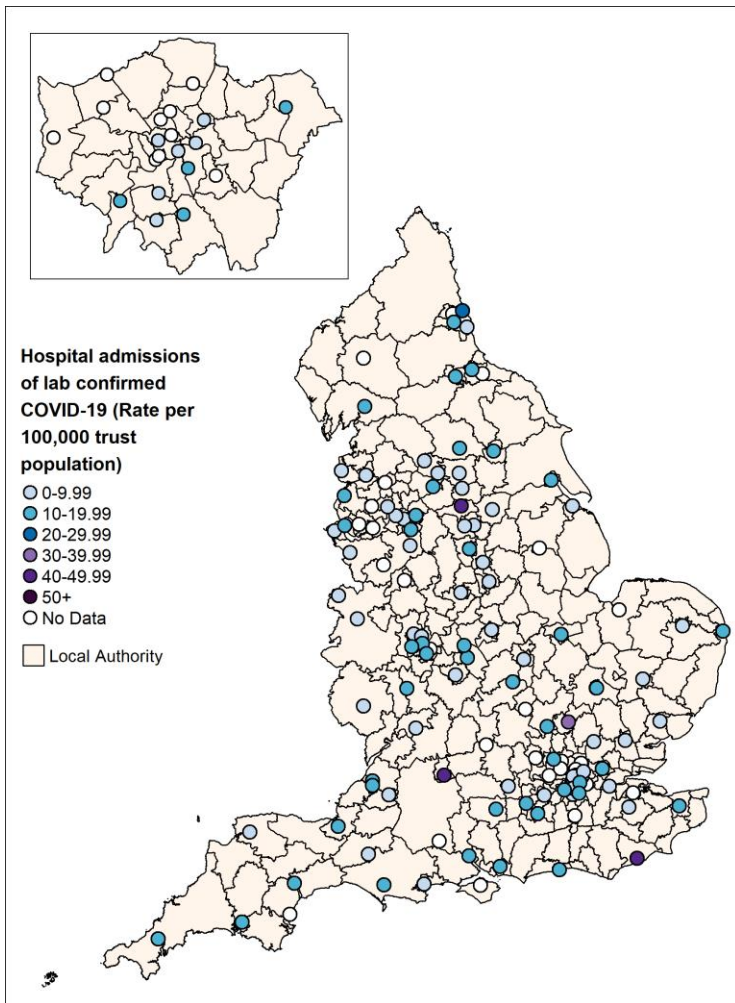 Hospital admissions
of lab confirmed
COVID-19 (Rate per
100,000 trust
population)
0-9.99
10-19.99
20-29.99
30-39.99
40-49.99
50+
No Data
Local Authority